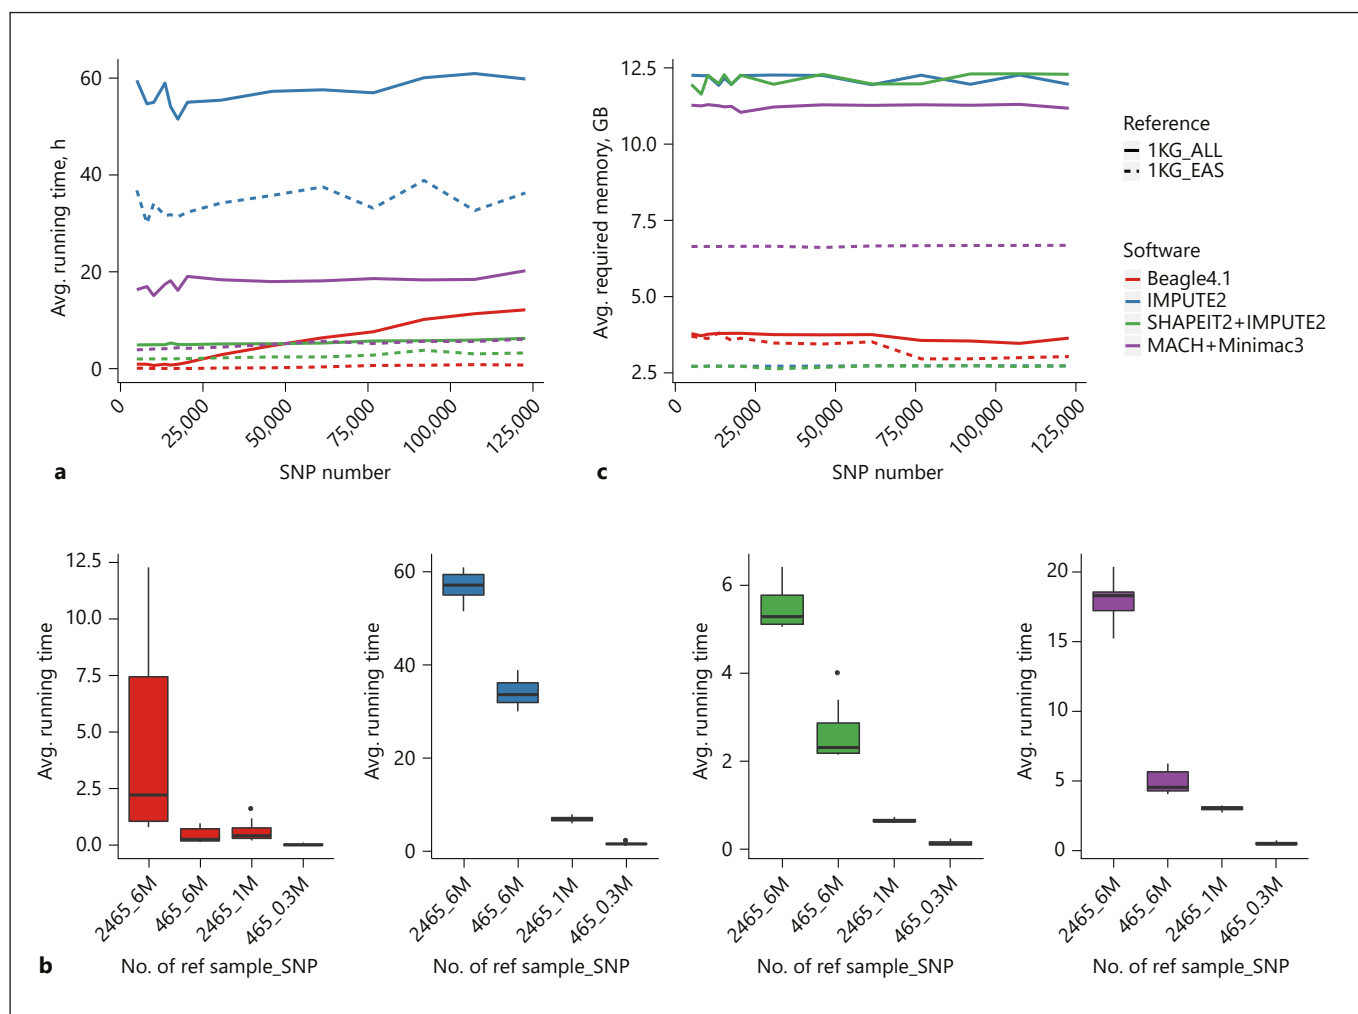 Avg. running time, h
60
40
20
0
0
25,000
50,000
75,000
100,000
125,000
SNP number
a
Avg. required memory, GB
12.5
10.0
7.5
5.0
2.5
0
25,000
50,000
75,000
100,000
125,000
SNP number
c
Reference
1KG_ALL
1KG_EAS
Software
Beagle4.1
IMPUTE2
SHAPEIT2+IMPUTE2
MACH+Minimac3
Avg. running time
12.5
10.0
7.5
5.0
2.5
0.0
2465_6M
465_6M
2465_1M
465_0.3M
No. of ref sample_SNP
b
Avg. running time
60
40
20
0
2465_6M
465_6M
2465_1M
465_0.3M
No. of ref sample_SNP
Avg. running time
6
4
2
0
2465_6M
465_6M
2465_1M
465_0.3M
No. of ref sample_SNP
Avg. running time
20
15
10
5
0
2465_6M
465_6M
2465_1M
465_0.3M
No. of ref sample_SNP